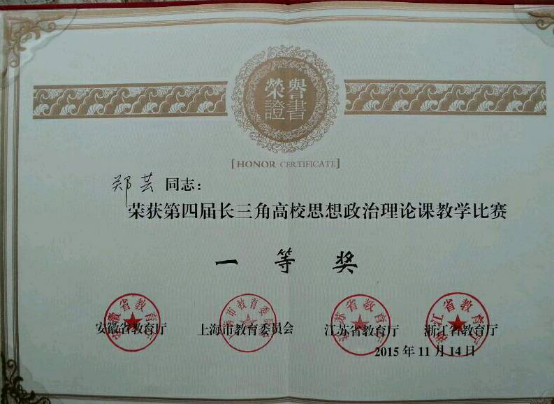 榮譽
證書
[HONOR CERTIFICATE]
郑芸 同志：
荣获第四届长三角高校思想政治理论课教学比赛
一等奖
安徽省教育厅 上海市教育委员会 江苏省教育厅 浙江省教育厅
2015年11月14日